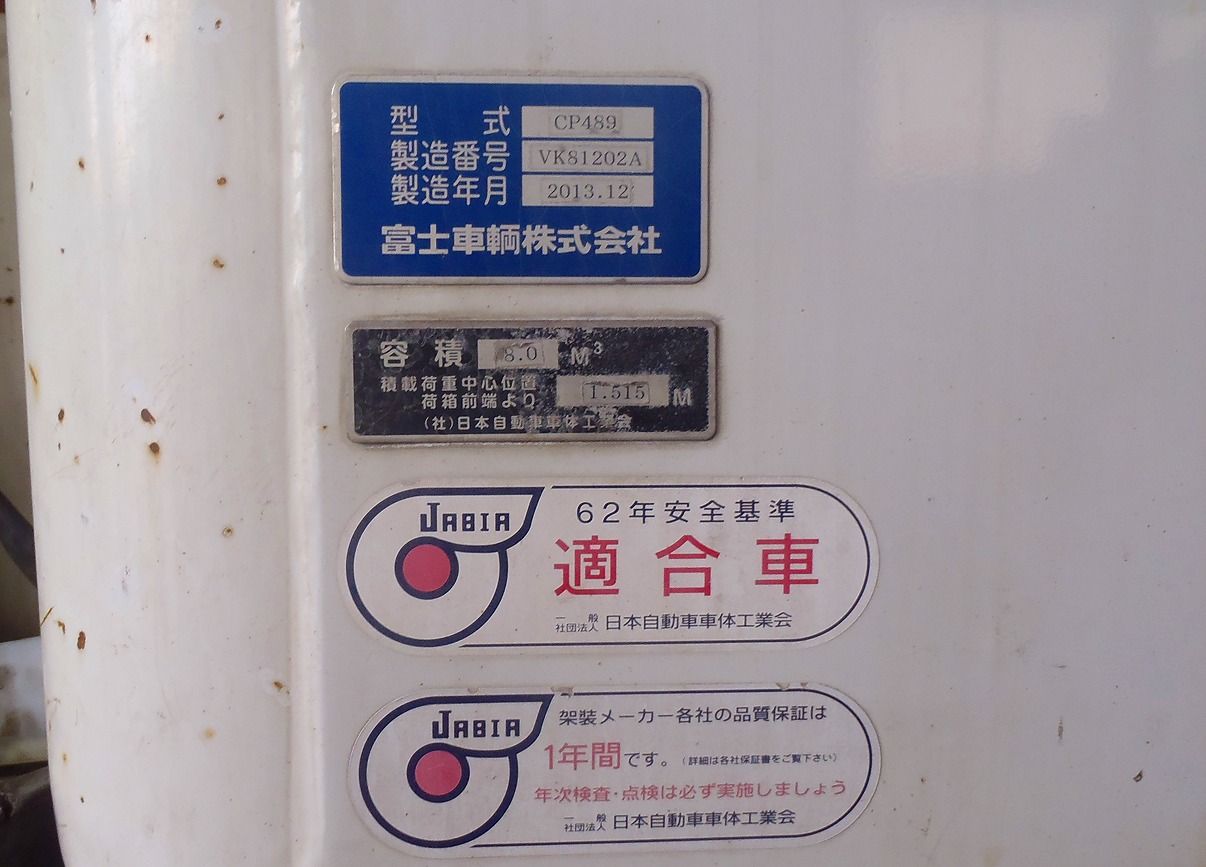 型 式 CP489
製造番号 VK81202A
製造年月 2013.12
富士車輌株式会社
容積 8.0 M³
積載荷重中心位置
荷箱前端より 1.515 M
(社)日本自動車車体工業会
JABIA
62年安全基準
適合車
一般社団法人 日本自動車車体工業会
JABIA
架装メーカー各社の品質保証は
1年間です。(詳細は各社保証書をご覧下さい)
年次検査・点検は必ず実施しましょう
一般社団法人 日本自動車車体工業会